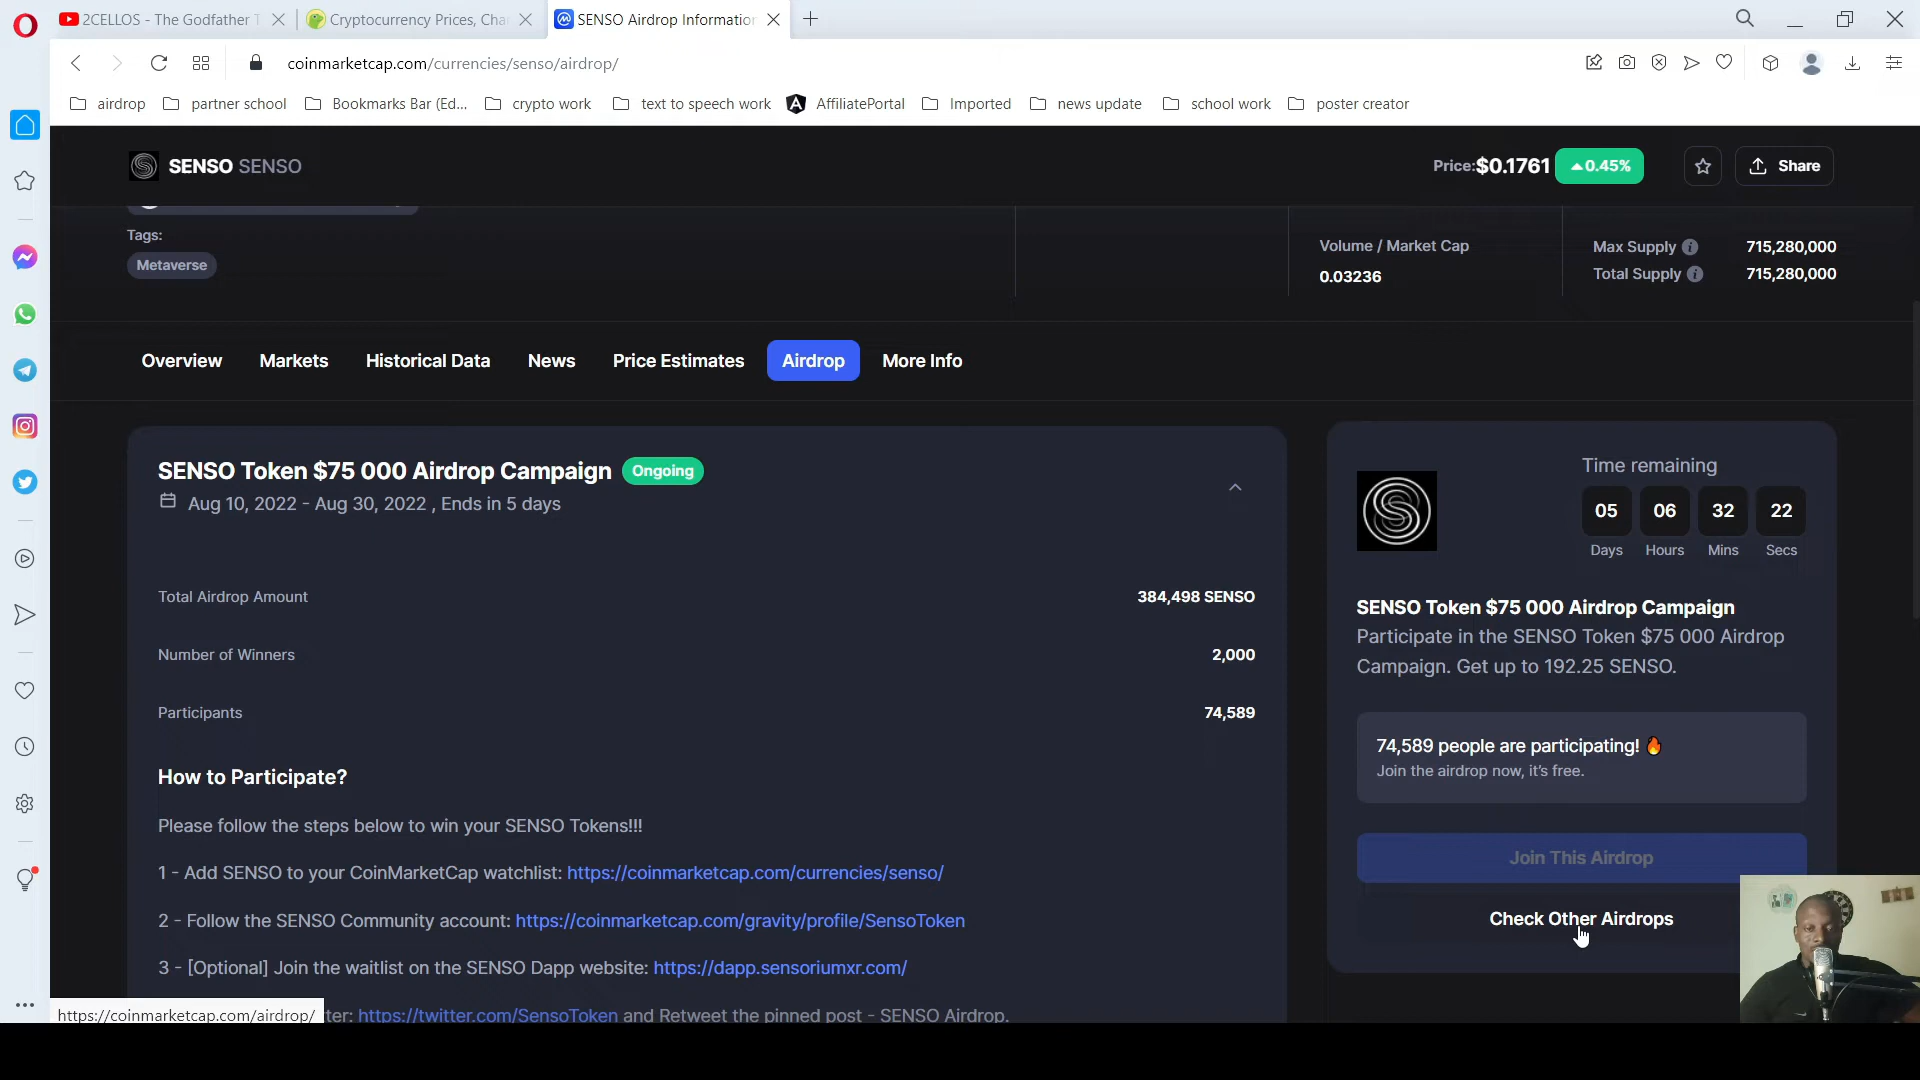 2CELLOS - The Godfather T
Cryptocurrency Prices, Cha
SENSO Airdrop Informatio
coinmarketcap.com/currencies/senso/airdrop/
airdrop
partner school
Bookmarks Bar (Ed...
crypto work
text to speech work
AffiliatePortal
Imported
news update
school work
poster creator
SENSO SENSO
Price:$0.1761
0.45%
Share
Tags:
Metaverse
Volume / Market Cap
0.03236
Max Supply 715,280,000
Total Supply 715,280,000
Overview
Markets
Historical Data
News
Price Estimates
Airdrop
More Info
SENSO Token $75 000 Airdrop Campaign Ongoing
Aug 10, 2022 - Aug 30, 2022 , Ends in 5 days
Total Airdrop Amount 384,498 SENSO
Number of Winners 2,000
Participants 74,589
How to Participate?
Please follow the steps below to win your SENSO Tokens!!!
1 - Add SENSO to your CoinMarketCap watchlist: https://coinmarketcap.com/currencies/senso/
2 - Follow the SENSO Community account: https://coinmarketcap.com/gravity/profile/SensoToken
3 - [Optional] Join the waitlist on the SENSO Dapp website: https://dapp.sensoriumxr.com/
ter: https://twitter.com/SensoToken and Retweet the pinned post - SENSO Airdrop.
https://coinmarketcap.com/airdrop/
Time remaining
05 06 32 22
Days Hours Mins Secs
SENSO Token $75 000 Airdrop Campaign
Participate in the SENSO Token $75 000 Airdrop
Campaign. Get up to 192.25 SENSO.
74,589 people are participating! 🔥
Join the airdrop now, it's free.
Join This Airdrop
Check Other Airdrops